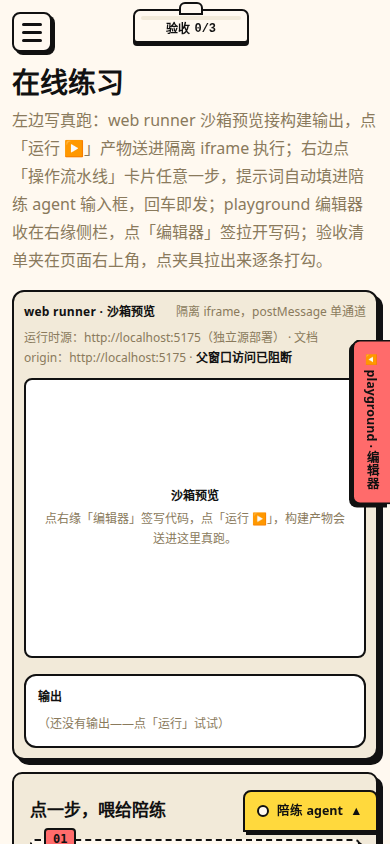 验收 0/3
在线练习
左边写真跑：web runner 沙箱预览接构建输出，点
「运行 ▶️」产物送进隔离 iframe 执行；右边点
「操作流水线」卡片任意一步，提示词自动填进陪
练 agent 输入框，回车即发；playground 编辑器
收在右缘侧栏，点「编辑器」签拉开写码；验收清
单夹在页面右上角，点夹具拉出来逐条打勾。
web runner · 沙箱预览 隔离 iframe，postMessage 单通道
运行时源：http://localhost:5175（独立源部署） · 文档
origin：http://localhost:5175 · 父窗口访问已阻断
◀️ playground · 编辑器
沙箱预览
点右缘「编辑器」签写代码，点「运行 ▶️」，构建产物会
送进这里真跑。
输出
（还没有输出——点「运行」试试）
点一步，喂给陪练
陪练 agent ▲
01